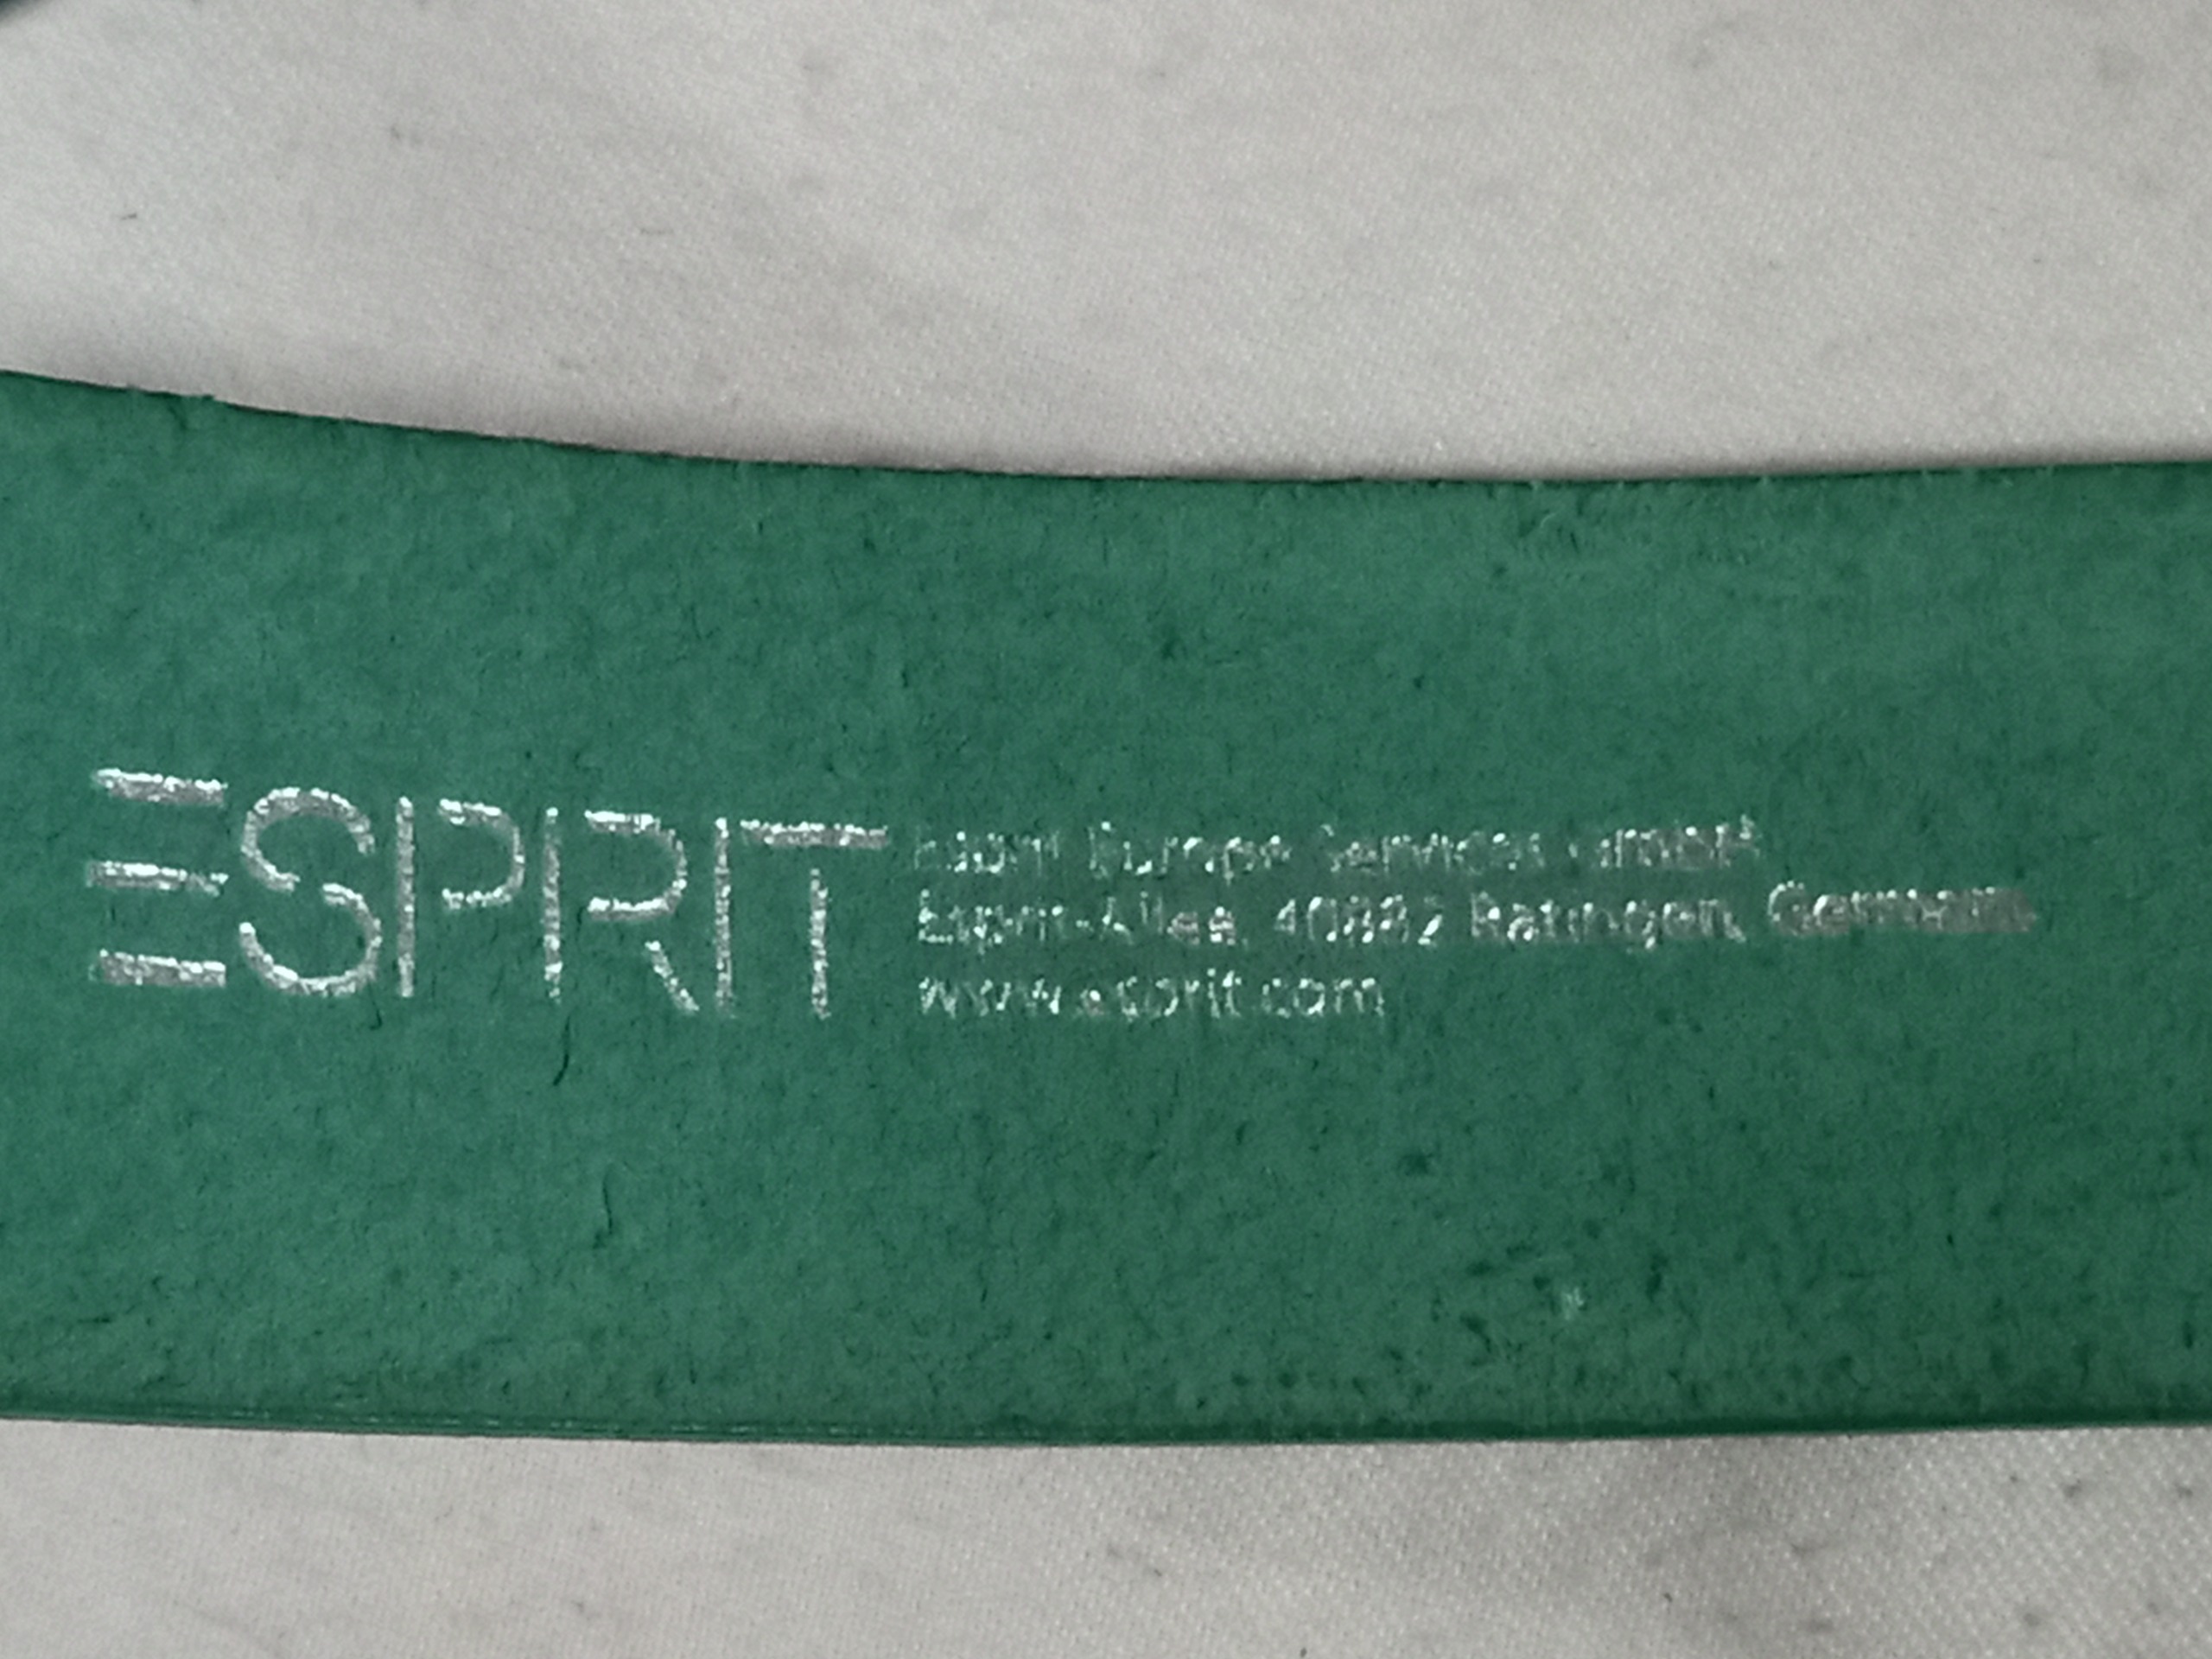 ESPRIT
Esprit Europe Services GmbH
Esprit-Allee, 40882 Ratingen, Germany
www.esprit.com